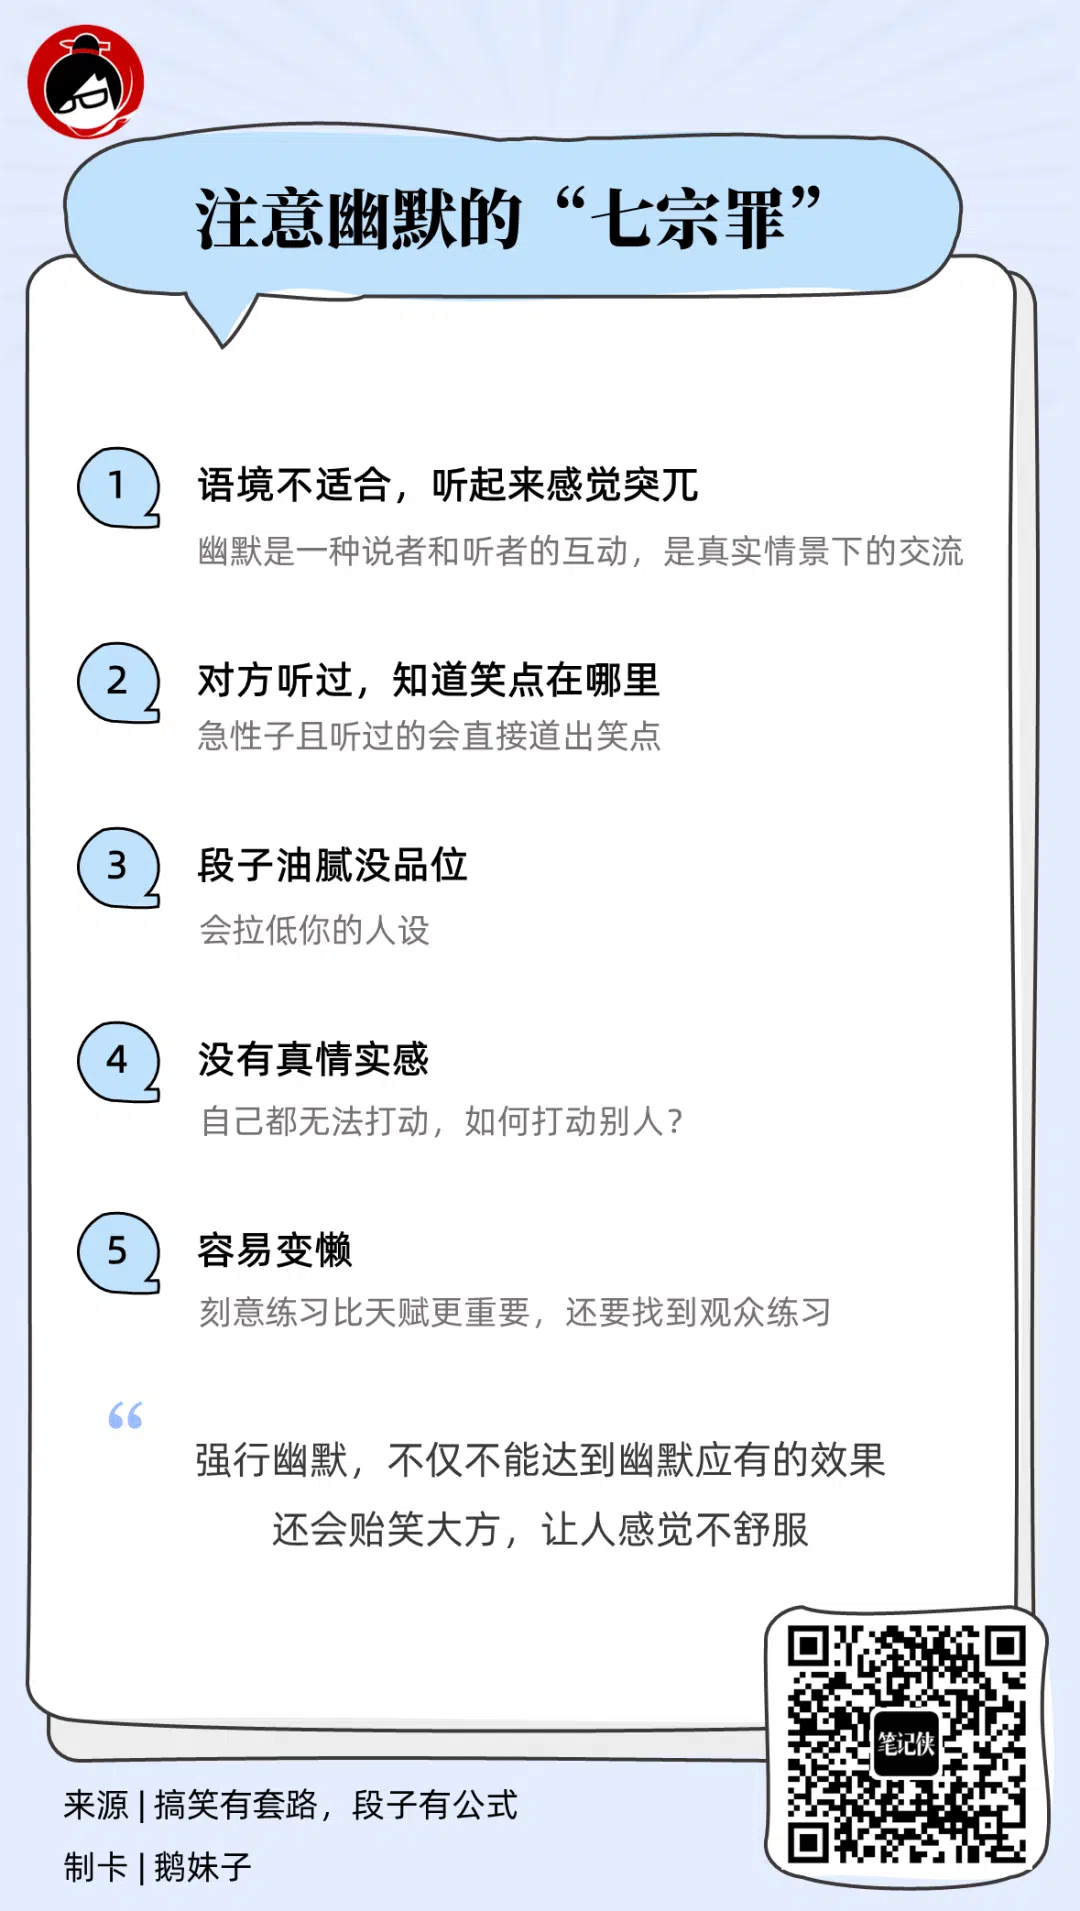 注意幽默的“七宗罪”
1
语境不适合，听起来感觉突兀
幽默是一种说者和听者的互动，是真实情景下的交流
2
对方听过，知道笑点在哪里
急性子且听过的会直接道出笑点
3
段子油腻没品位
会拉低你的人设
4
没有真情实感
自己都无法打动，如何打动别人？
5
容易变懒
刻意练习比天赋更重要，还要找到观众练习
“
强行幽默，不仅不能达到幽默应有的效果
还会贻笑大方，让人感觉不舒服
笔记侠
来源 | 搞笑有套路，段子有公式
制卡 | 鹅妹子